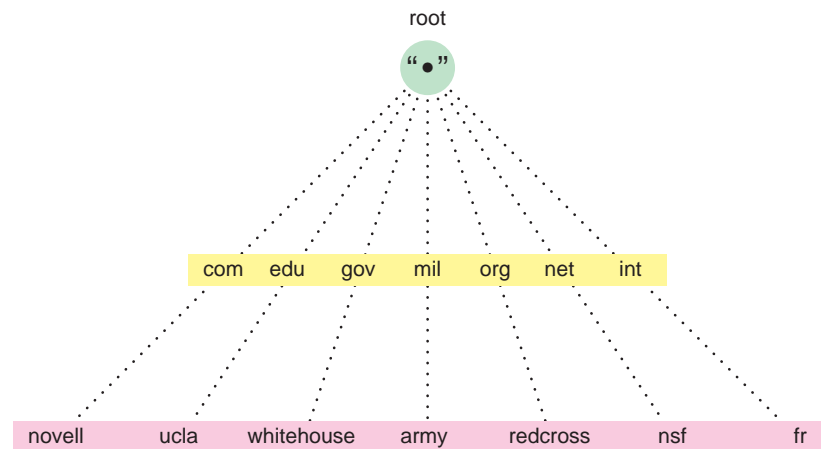 root
“•”
com edu gov mil org net int
novell ucla whitehouse army redcross nsf fr